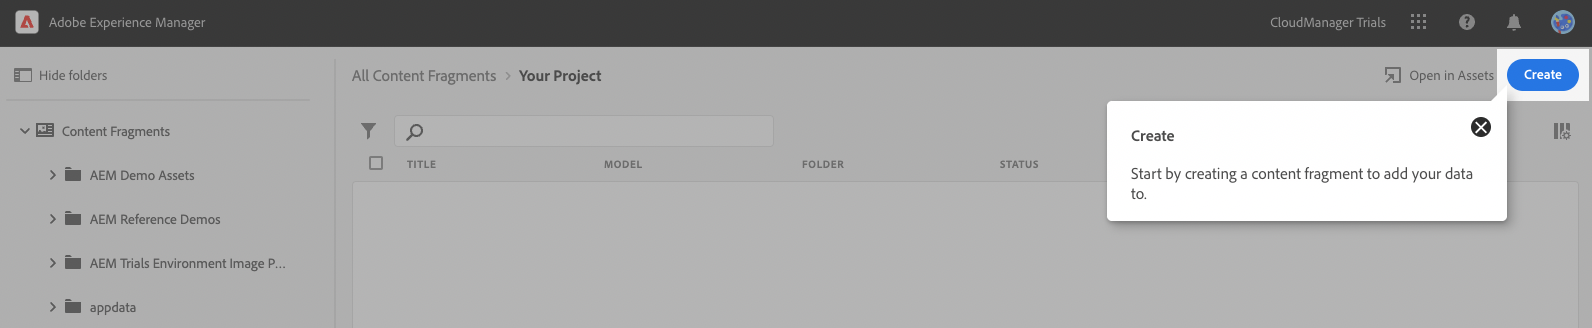 Adobe Experience Manager
CloudManager Trials
Hide folders
All Content Fragments > Your Project
Open in Assets
Create
Content Fragments
AEM Demo Assets
AEM Reference Demos
AEM Trials Environment Image P...
appdata
TITLE MODEL FOLDER STATUS
Create
Start by creating a content fragment to add your data
to.